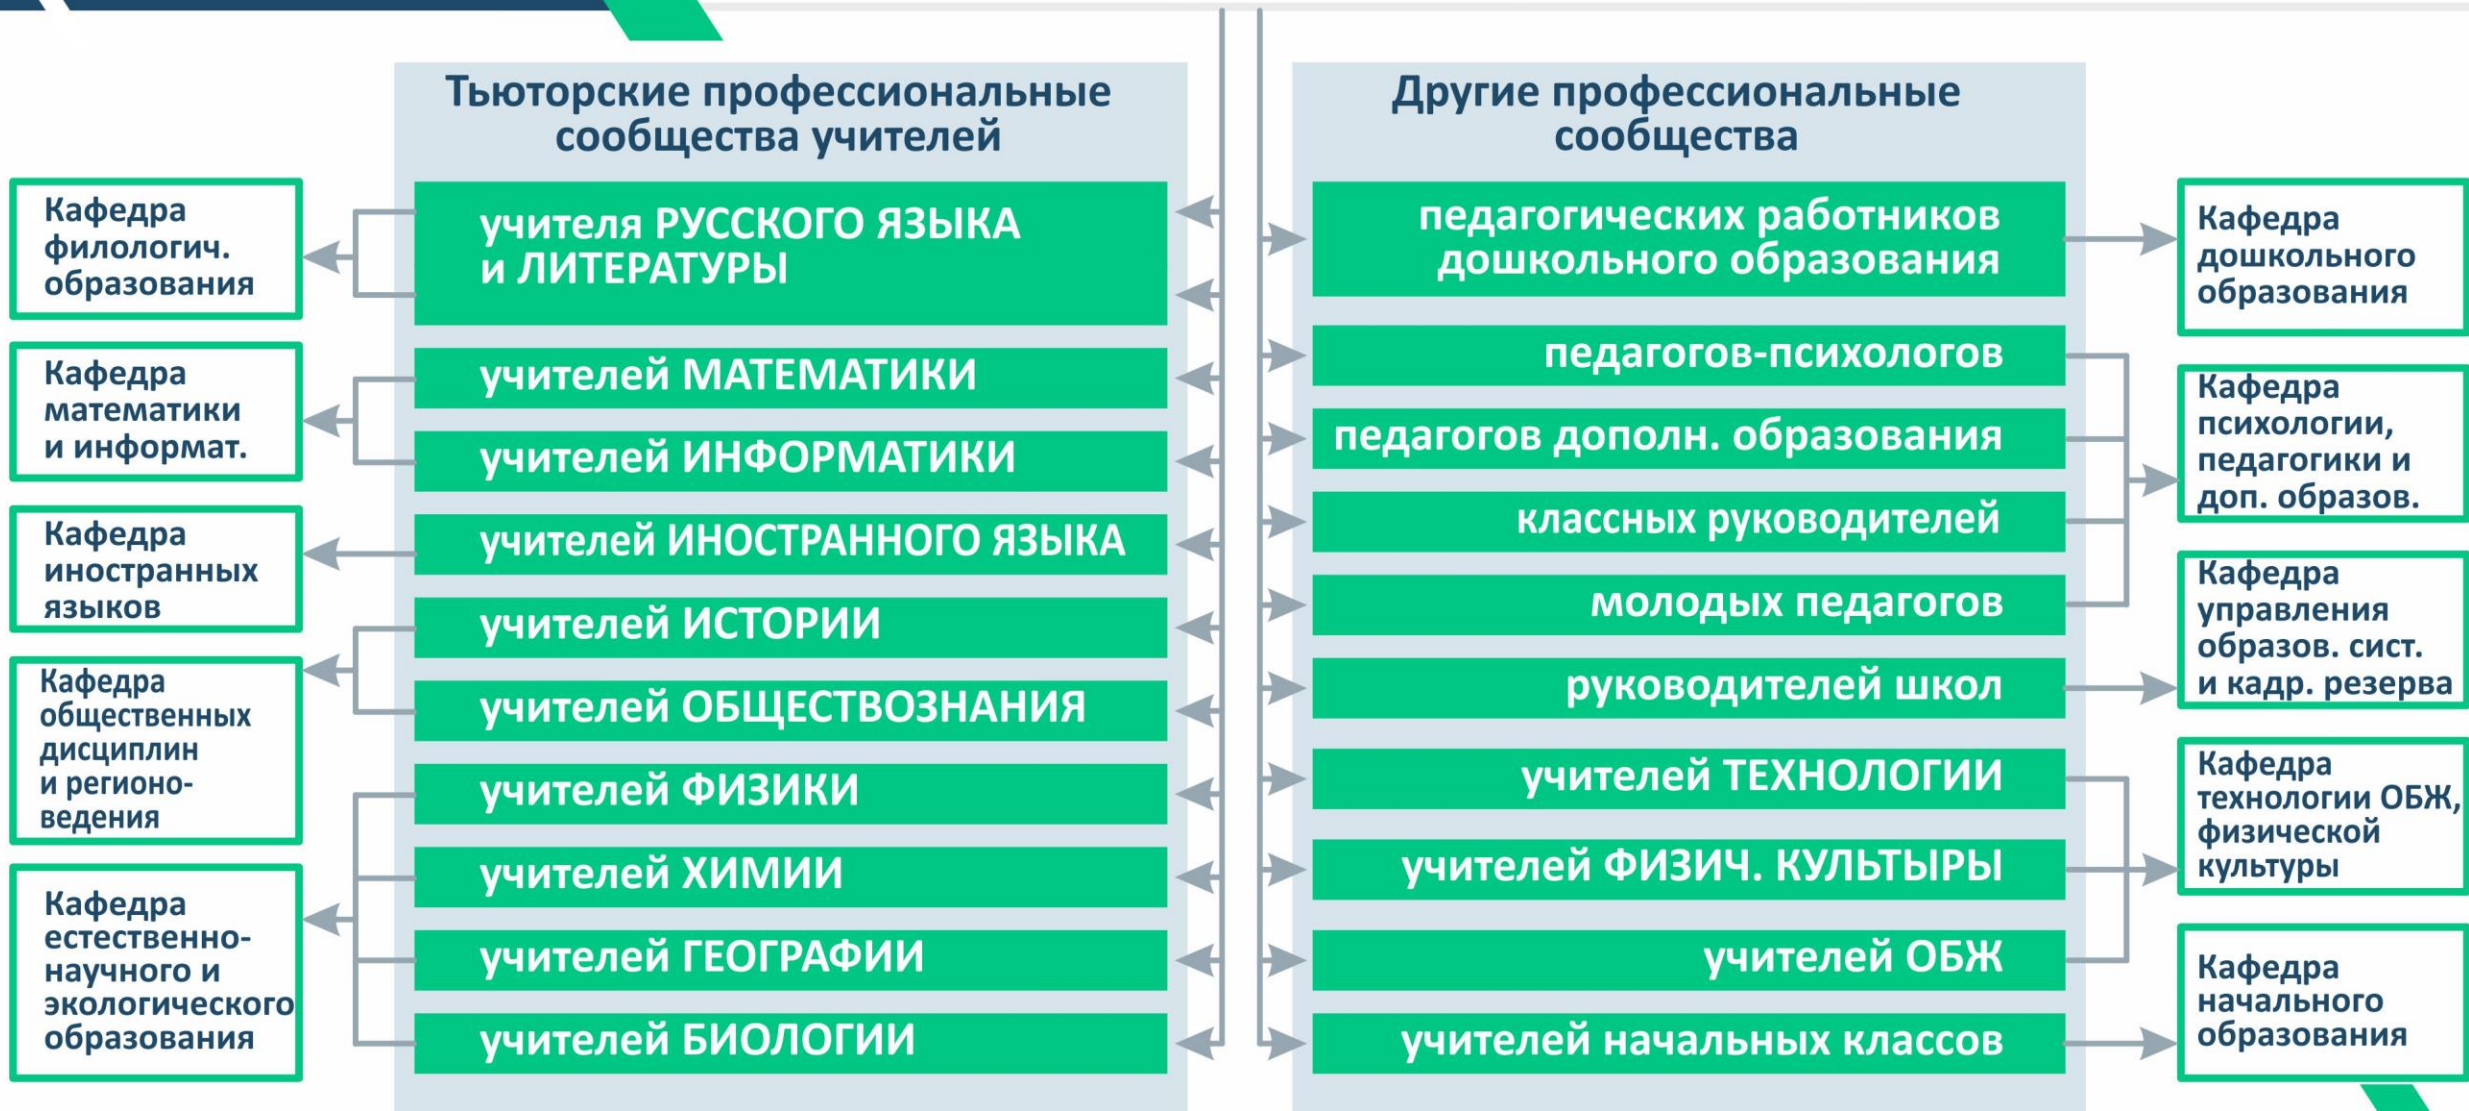 Тьюторские профессиональные
сообщества учителей
Кафедра
филологич.
образования
учителя РУССКОГО ЯЗЫКА
и ЛИТЕРАТУРЫ
Кафедра
математики
и информат.
учителей МАТЕМАТИКИ
учителей ИНФОРМАТИКИ
Кафедра
иностранных
языков
учителей ИНОСТРАННОГО ЯЗЫКА
Кафедра
общественных
дисциплин
и регионо-
ведения
учителей ИСТОРИИ
учителей ОБЩЕСТВОЗНАНИЯ
Кафедра
естественно-
научного и
экологического
образования
учителей ФИЗИКИ
учителей ХИМИИ
учителей ГЕОГРАФИИ
учителей БИОЛОГИИ
Другие профессиональные
сообщества
педагогических работников
дошкольного образования
Кафедра
дошкольного
образования
педагогов-психологов
педагогов дополн. образования
классных руководителей
молодых педагогов
Кафедра
психологии,
педагогики и
доп. образов.
руководителей школ
Кафедра
управления
образов. сист.
и кадр. резерва
учителей ТЕХНОЛОГИИ
учителей ФИЗИЧ. КУЛЬТЫРЫ
учителей ОБЖ
Кафедра
технологии ОБЖ,
физической
культуры
учителей начальных классов
Кафедра
начального
образования